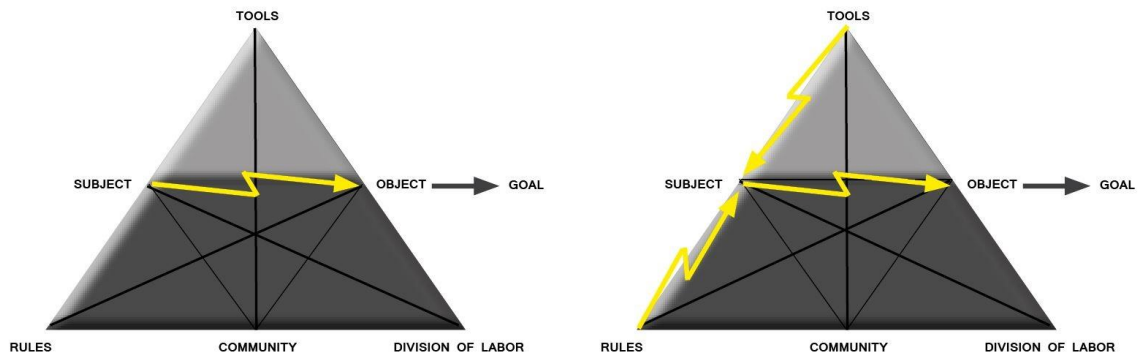 TOOLS
SUBJECT
OBJECT
GOAL
RULES
COMMUNITY
DIVISION OF LABOR
TOOLS
SUBJECT
OBJECT
GOAL
RULES
COMMUNITY
DIVISION OF LABOR